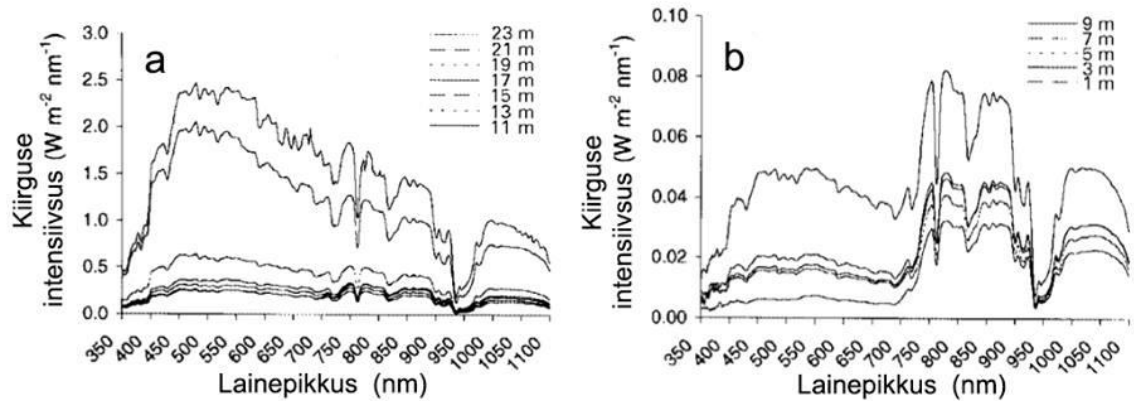 a
3.0
2.5
2.0
1.5
1.0
0.5
0.0
Kiirguse
intensiivsus (W m⁻² nm⁻¹)
23 m
21 m
19 m
17 m
15 m
13 m
11 m
350 400 450 500 550 600 650 700 750 800 850 900 950 1000 1050 1100
Lainepikkus (nm)
b
0.10
0.08
0.06
0.04
0.02
0.00
Kiirguse
intensiivsus (W m⁻² nm⁻¹)
9 m
7 m
5 m
3 m
1 m
350 400 450 500 550 600 650 700 750 800 850 900 950 1000 1050 1100
Lainepikkus (nm)